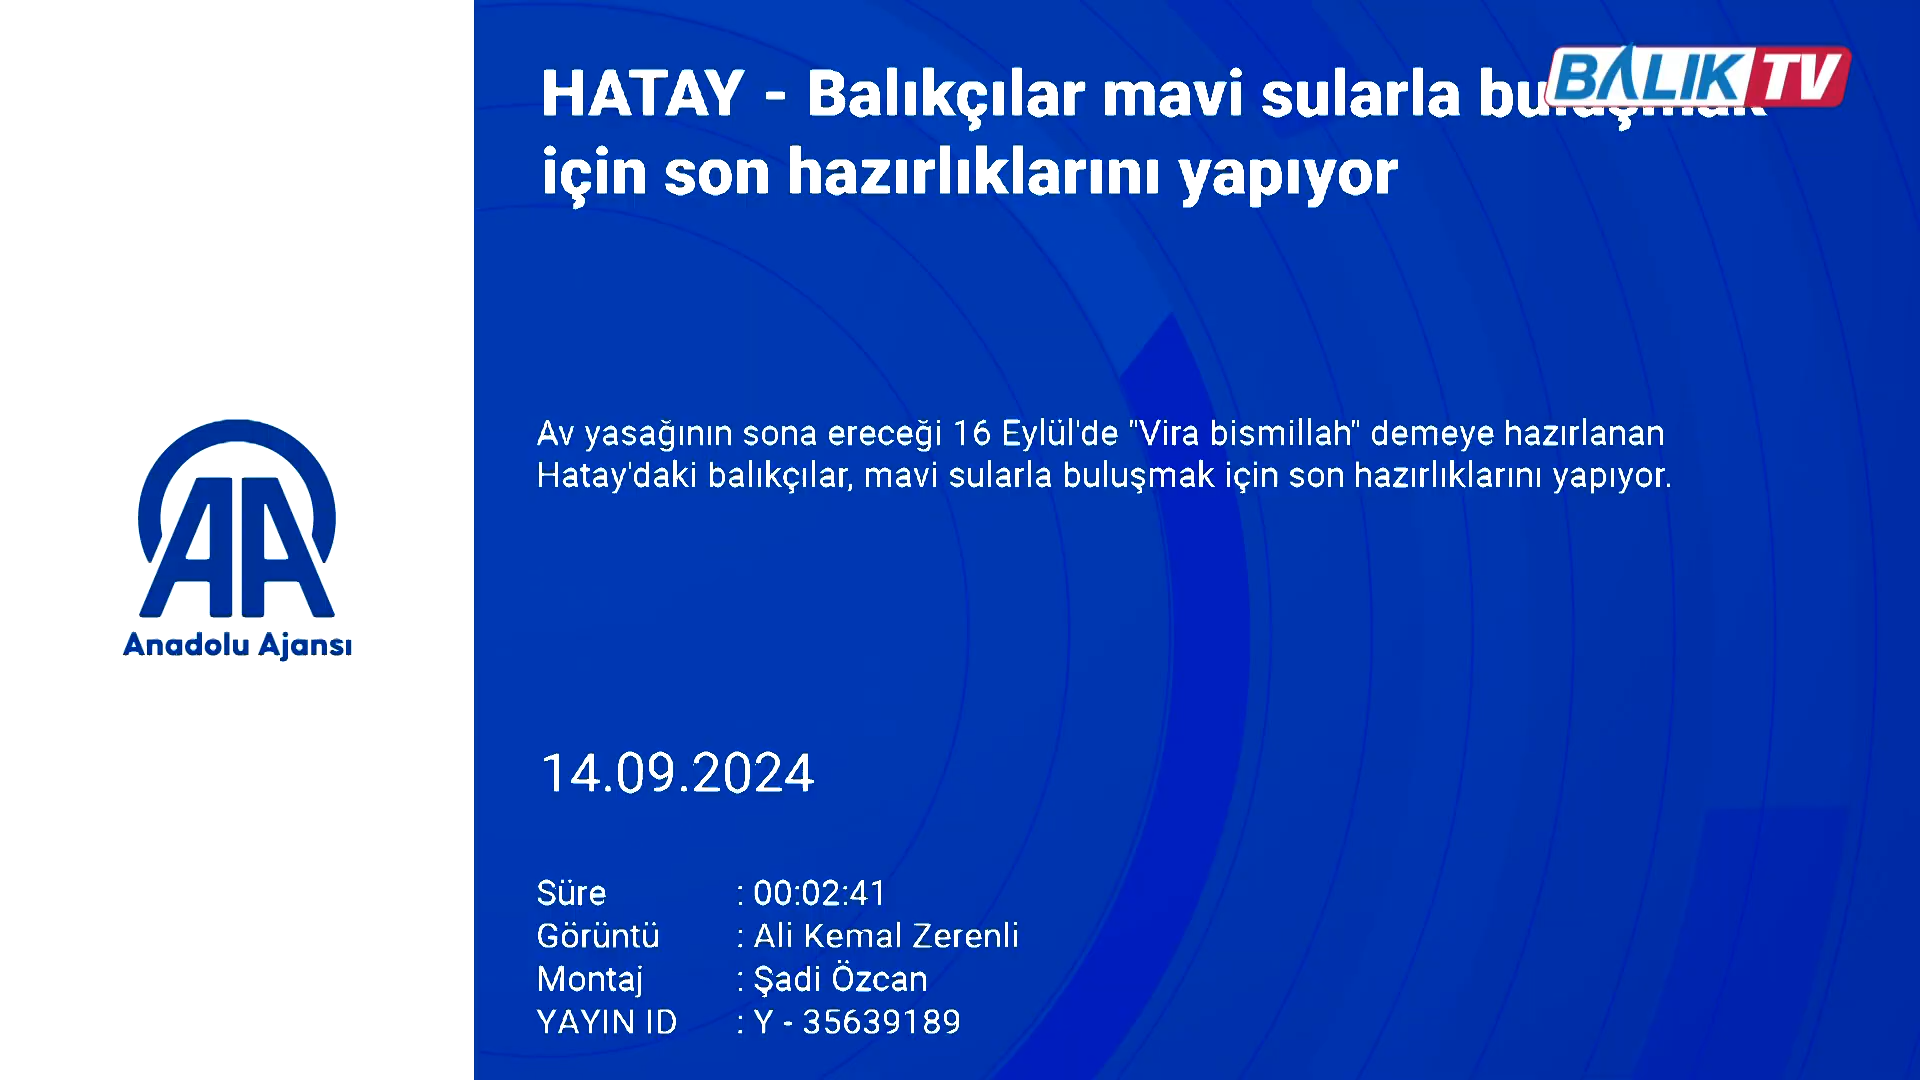 BALIK TV
HATAY - Balıkçılar mavi sularla buluşmak
için son hazırlıklarını yapıyor
Av yasağının sona ereceği 16 Eylül'de "Vira bismillah" demeye hazırlanan
Hatay'daki balıkçılar, mavi sularla buluşmak için son hazırlıklarını yapıyor.
AA
Anadolu Ajansı
14.09.2024
Süre : 00:02:41
Görüntü : Ali Kemal Zerenli
Montaj : Şadi Özcan
YAYIN ID : Y - 35639189